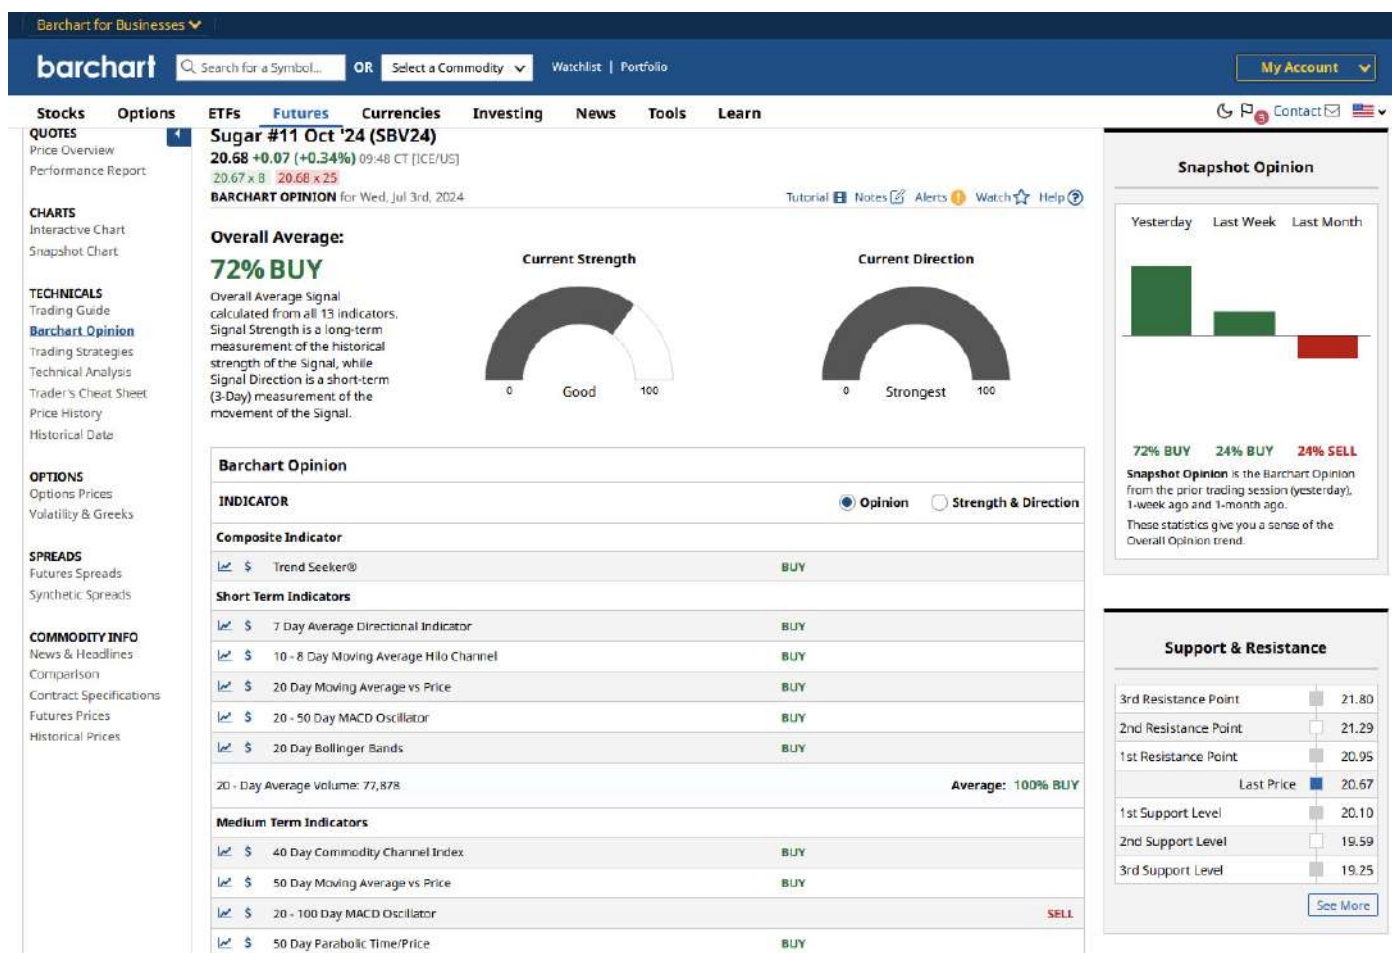 Barchart for Businesses
barchart
Search for a Symbol...
OR
Select a Commodity
Watchlist | Portfolio
My Account
Stocks Options ETFs Futures Currencies Investing News Tools Learn
Contact
QUOTES
Price Overview
Performance Report
CHARTS
Interactive Chart
Snapshot Chart
TECHNICALS
Trading Guide
Barchart Opinion
Trading Strategies
Technical Analysis
Trader's Cheat Sheet
Price History
Historical Data
OPTIONS
Options Prices
Volatility & Greeks
SPREADS
Futures Spreads
Synthetic Spreads
COMMODITY INFO
News & Headlines
Comparison
Contract Specifications
Futures Prices
Historical Prices
Sugar #11 Oct '24 (SBV24)
20.68 +0.07 (+0.34%) 09:48 CT [ICE/US]
20.67 x 8 20.68 x 25
BARCHART OPINION for Wed, Jul 3rd, 2024
Tutorial Notes Alerts Watch Help
Overall Average:
72% BUY
Overall Average Signal
calculated from all 13 indicators.
Signal Strength is a long-term
measurement of the historical
strength of the Signal, while
Signal Direction is a short-term
(3-Day) measurement of the
movement of the Signal.
Current Strength
0 Good 100
Current Direction
0 Strongest 100
Barchart Opinion
INDICATOR Opinion Strength & Direction
Composite Indicator
$ Trend Seeker® BUY
Short Term Indicators
$ 7 Day Average Directional Indicator BUY
$ 10 - 8 Day Moving Average Hilo Channel BUY
$ 20 Day Moving Average vs Price BUY
$ 20 - 50 Day MACD Oscillator BUY
$ 20 Day Bollinger Bands BUY
20 - Day Average Volume: 77,878 Average: 100% BUY
Medium Term Indicators
$ 40 Day Commodity Channel Index BUY
$ 50 Day Moving Average vs Price BUY
$ 20 - 100 Day MACD Oscillator SELL
$ 50 Day Parabolic Time/Price BUY
Snapshot Opinion
Yesterday Last Week Last Month
72% BUY 24% BUY 24% SELL
Snapshot Opinion is the Barchart Opinion
from the prior trading session (yesterday),
1-week ago and 1-month ago.
These statistics give you a sense of the
Overall Opinion trend.
Support & Resistance
3rd Resistance Point 21.80
2nd Resistance Point 21.29
1st Resistance Point 20.95
Last Price 20.67
1st Support Level 20.10
2nd Support Level 19.59
3rd Support Level 19.25
See More